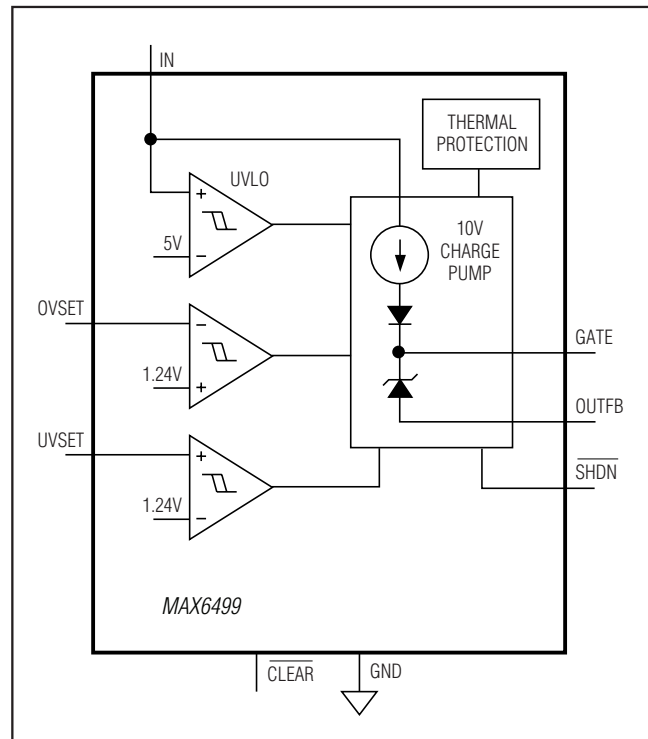 IN
THERMAL
PROTECTION
UVLO
+
5V
−
10V
CHARGE
PUMP
OVSET
−
1.24V
+
GATE
OUTFB
UVSET
+
1.24V
−
SHDN
MAX6499
CLEAR
GND